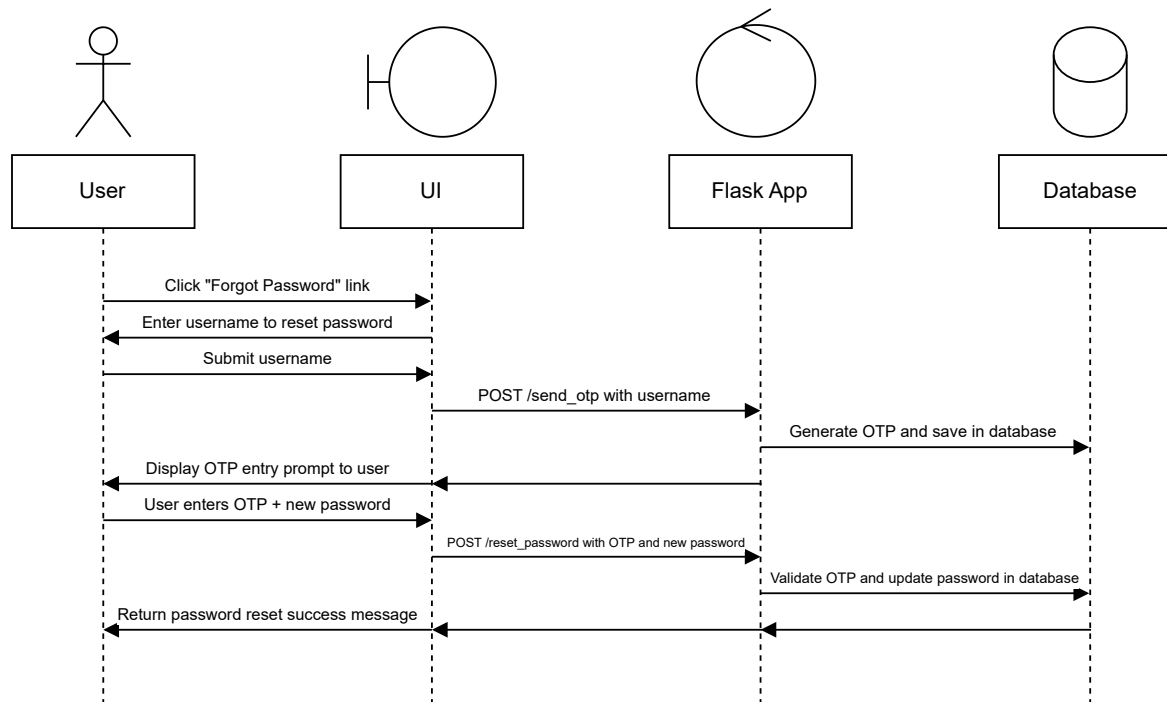 User
UI
Flask App
Database
Click "Forgot Password" link
Enter username to reset password
Submit username
POST /send_otp with username
Generate OTP and save in database
Display OTP entry prompt to user
User enters OTP + new password
POST /reset_password with OTP and new password
Validate OTP and update password in database
Return password reset success message